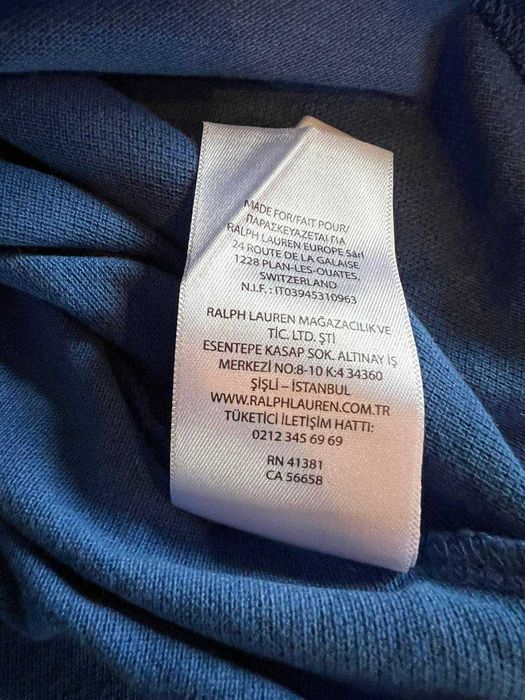 MADE FOR/FAIT POUR/
ΠΑΡΑΣΚΕΥΑΖΕΤΑΙ ΓΙΑ
RALPH LAUREN EUROPE Sàrl
24 ROUTE DE LA GALAISE
1228 PLAN-LES-OUATES,
SWITZERLAND
N.I.F. : IT03945310963
RALPH LAUREN MAĞAZACILIK VE
TİC. LTD. ŞTİ
ESENTEPE KASAP SOK. ALTINAY İŞ
MERKEZİ NO:8-10 K:4 34360
ŞİŞLİ – İSTANBUL
WWW.RALPHLAUREN.COM.TR
TÜKETİCİ İLETİŞİM HATTI:
0212 345 69 69
RN 41381
CA 56658